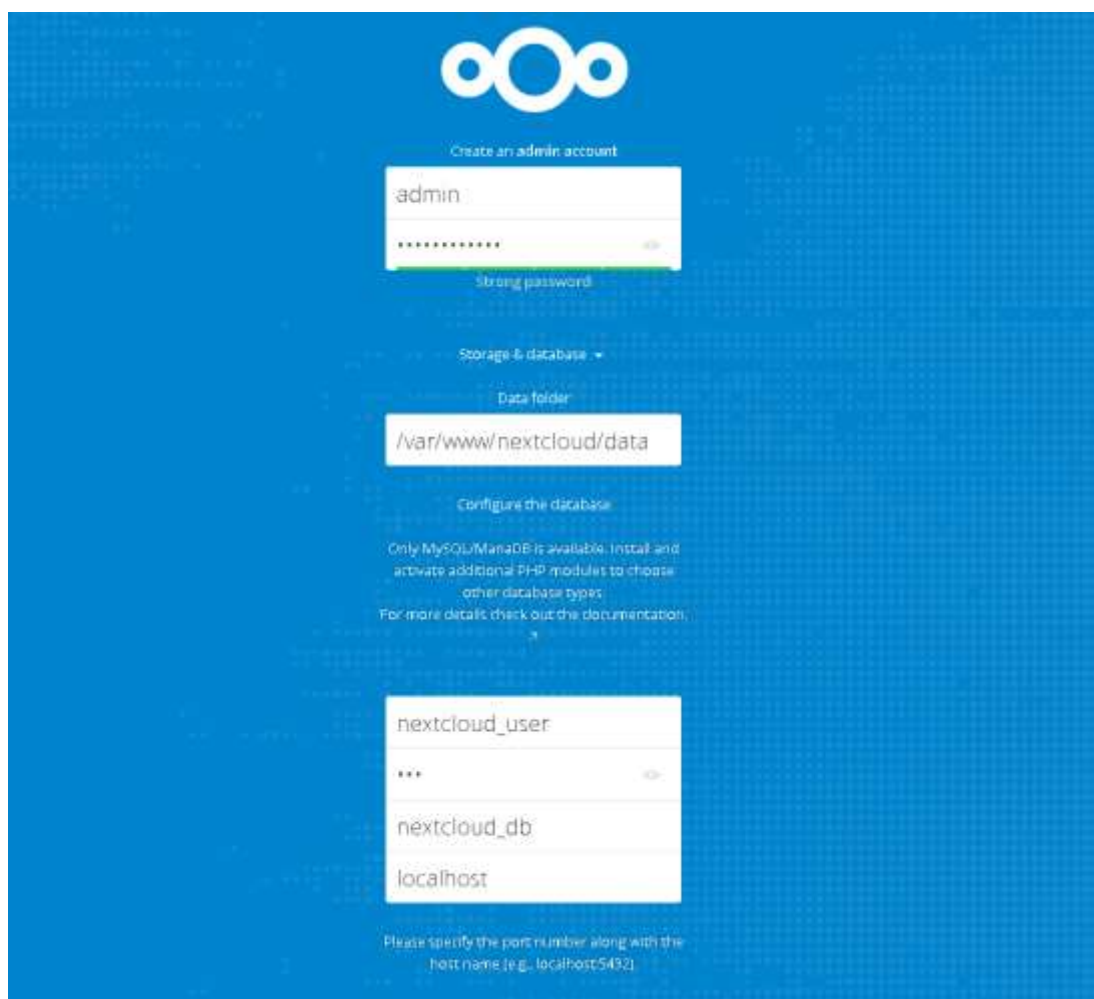 Create an admin account
admin
••••••••••••
Strong password
Storage & database
Data folder
/var/www/nextcloud/data
Configure the database
Only MySQL/MariaDB is available. Install and
activate additional PHP modules to choose
other database types.
For more details check out the documentation.
nextcloud_user
•••
nextcloud_db
localhost
Please specify the port number along with the
host name (e.g., localhost:5432)